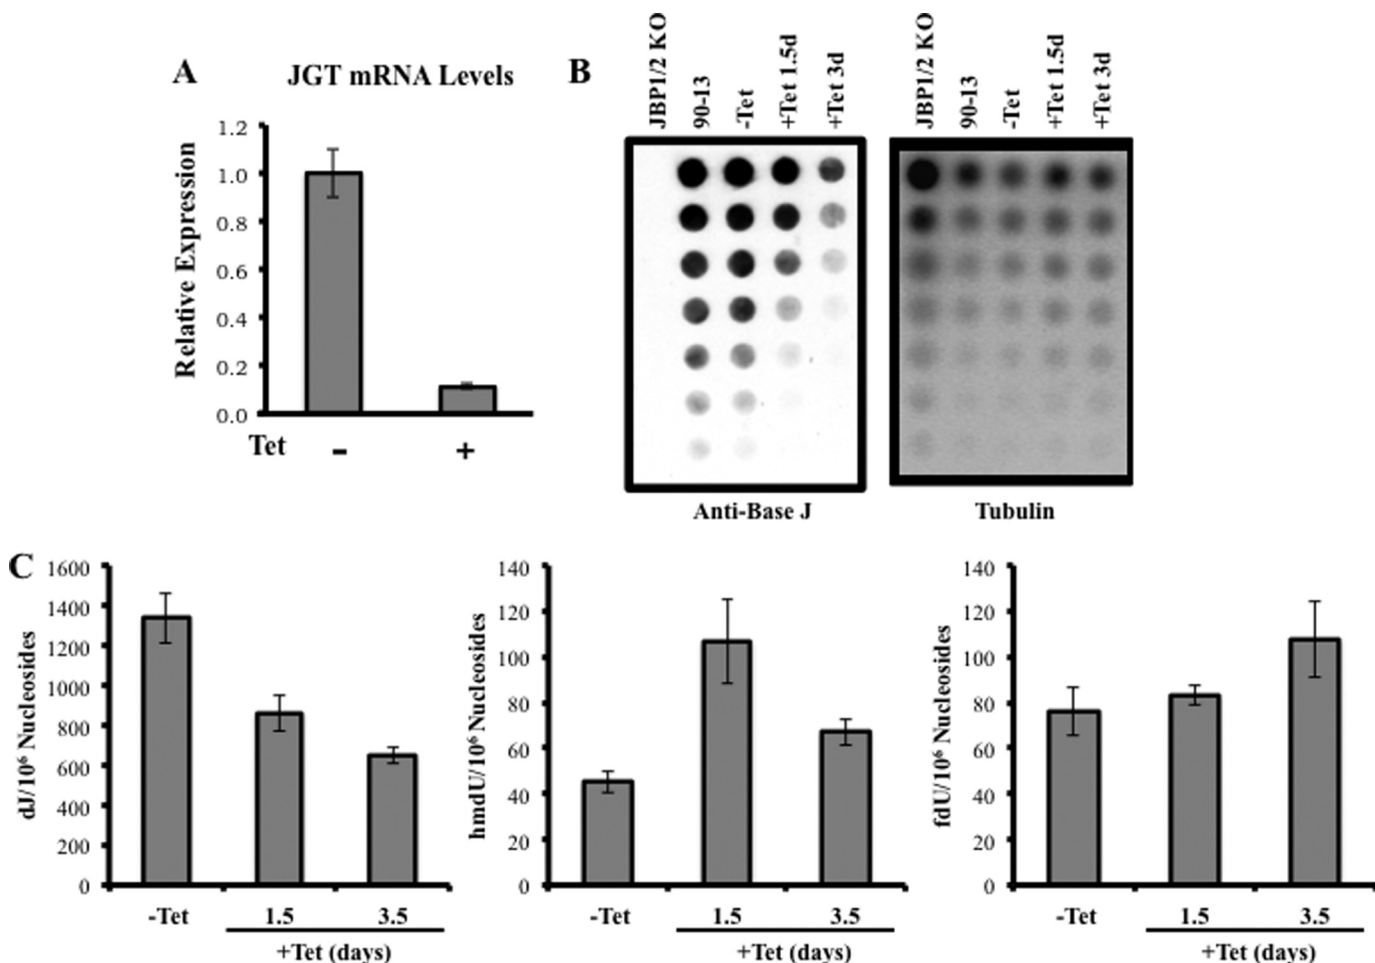 A
JGT mRNA Levels
Relative Expression
1.2
1.0
0.8
0.6
0.4
0.2
0.0
Tet
- +
B
JBP1/2 KO
90-13
-Tet
+Tet 1.5d
+Tet 3d
Anti-Base J
JBP1/2 KO
90-13
-Tet
+Tet 1.5d
+Tet 3d
Tubulin
C
dJ/10⁶ Nucleosides
1600
1400
1200
1000
800
600
400
200
0
-Tet 1.5 3.5
+Tet (days)
hmdU/10⁶ Nucleosides
140
120
100
80
60
40
20
0
-Tet 1.5 3.5
+Tet (days)
fdU/10⁶ Nucleosides
140
120
100
80
60
40
20
0
-Tet 1.5 3.5
+Tet (days)